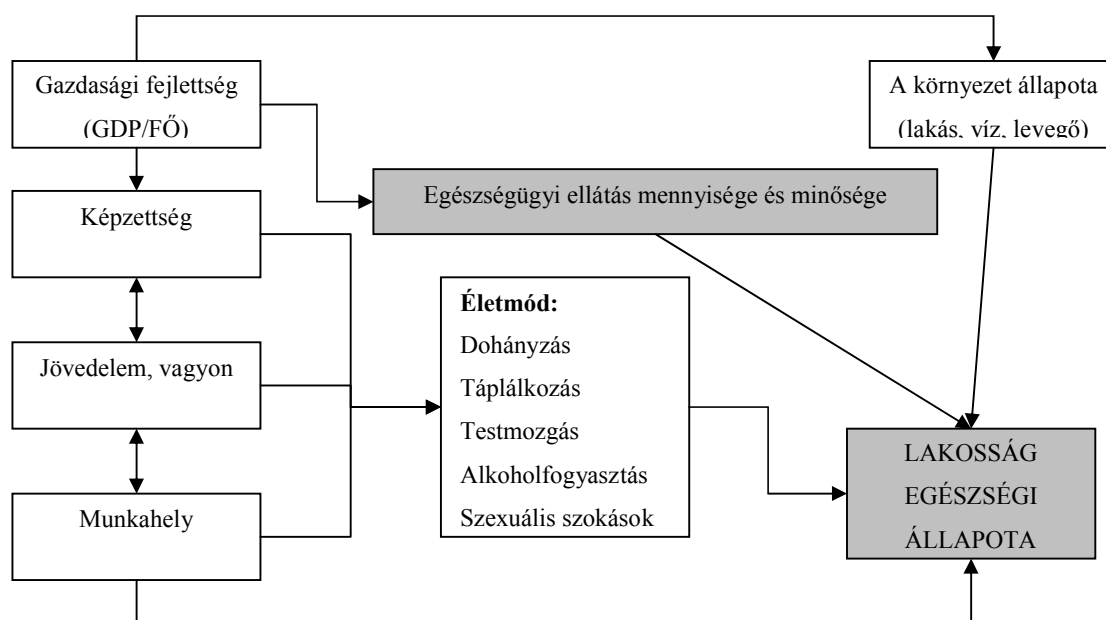 Gazdasági fejlettség
(GDP/FŐ)
A környezet állapota
(lakás, víz, levegő)
Egészségügyi ellátás mennyisége és minősége
Képzettség
Életmód:
Dohányzás
Táplálkozás
Testmozgás
Alkoholfogyasztás
Szexuális szokások
Jövedelem, vagyon
Munkahely
LAKOSSÁG
EGÉSZSÉGI
ÁLLAPOTA